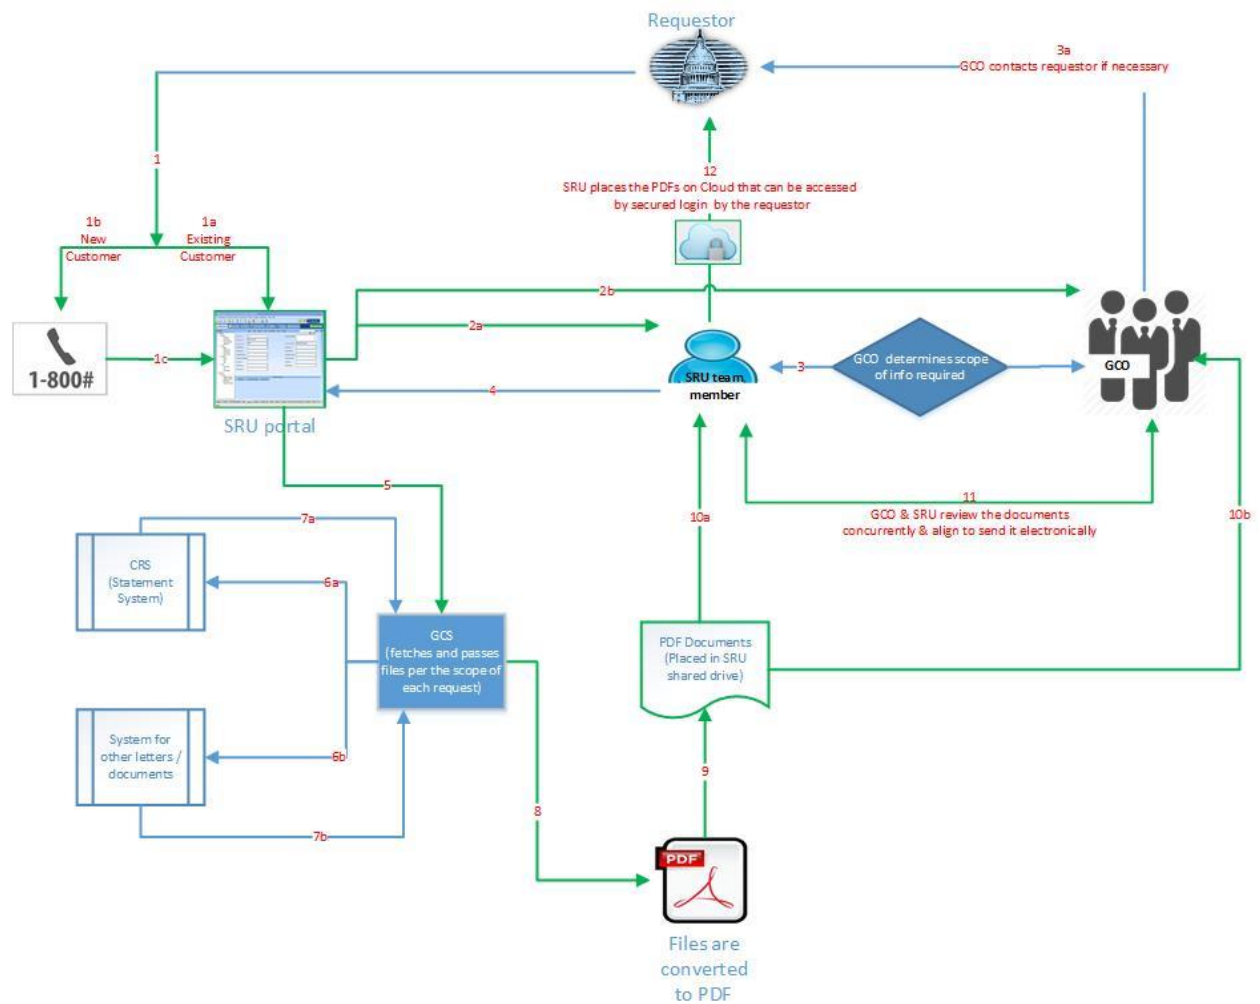 Requestor
3a
GCO contacts requestor if necessary
1
12
SRU places the PDFs on Cloud that can be accessed
by secured login by the requestor
1b
New
Customer
1a
Existing
Customer
2b
2a
1-800#
1c
SRU portal
SRU team
member
3
GCO determines scope
of info required
GCO
4
5
11
GCO & SRU review the documents
concurrently & align to send it electronically
10a
10b
7a
CRS
(Statement
System)
6a
GCS
(fetches and passes
files per the scope of
each request)
PDF Documents
(Placed in SRU
shared drive)
System for
other letters /
documents
6b
7b
8
9
PDF
Files are
converted
to PDF